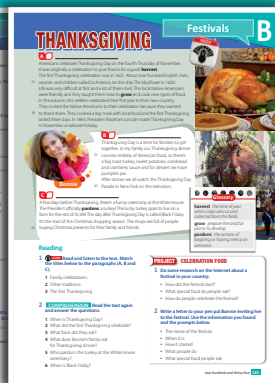 Festivals
B
THANKSGIVING
A
Americans celebrate Thanksgiving Day on the fourth Thursday of November.
It was originally a celebration to give thanks for a good harvest.
The first Thanksgiving celebration was in 1621. About one hundred English men,
women and children sailed to America on the ship The Mayflower in 1620.
Life was very difficult at first and a lot of them died. The local Native Americans
were friendly and they taught them how to grow and cook new types of food.
In autumn, the settlers celebrated their first year in their new country.
They invited the Native Americans to their celebration because they wanted
to thank them. They cooked a big meal with local food and the first Thanksgiving
lasted three days. In 1863, President Abraham Lincoln made Thanksgiving Day
in November a national holiday.
B
Thanksgiving Day is a time for families to get
together. In my family our Thanksgiving dinner
consists entirely of American food, so there's
a big roast turkey, sweet potatoes, cornbread
and cranberry sauce and for dessert we have
pumpkin pie.
After dinner we all watch the Thanksgiving Day
Parade in New York on the television.
Bonnie
C
A few days before Thanksgiving, there's a funny ceremony at the White House.
The President officially pardons a turkey! The lucky turkey goes to live on a
farm for the rest of its life! The day after Thanksgiving Day is called Black Friday.
It's the start of the Christmas shopping season. The shops are full of people
buying Christmas presents for their family and friends.
Glossary
harvest: the time of year
when crops are cut and
collected from the fields
grow: prepare the land for
plants to develop
pardons: the action of
forgiving or having mercy on
someone
Reading
1 Read and listen to the text. Match
the titles below to the paragraphs (A, B and
C).
1 Family celebrations
2 Other traditions
3 The first Thanksgiving
2 COMPREHENSION Read the text again
and answer the questions.
1 When is Thanksgiving Day?
2 What did the first Thanksgiving celebrate?
3 What food did they eat?
4 What does Bonnie's family eat
for Thanksgiving dinner?
5 Who pardons the turkey at the White House
ceremony?
6 When is Black Friday?
PROJECT CELEBRATION FOOD
1 Do some research on the Internet about a
festival in your country.
• How did the festival start?
• What special food do people eat?
• How do people celebrate the festival?
2 Write a letter to your pen pal Bonnie inviting her
to the festival. Use the information you found
and the prompts below.
• The name of the festival
• When it is
• How it started
• What people do
• What special food people eat
one hundred and thirty-five 135